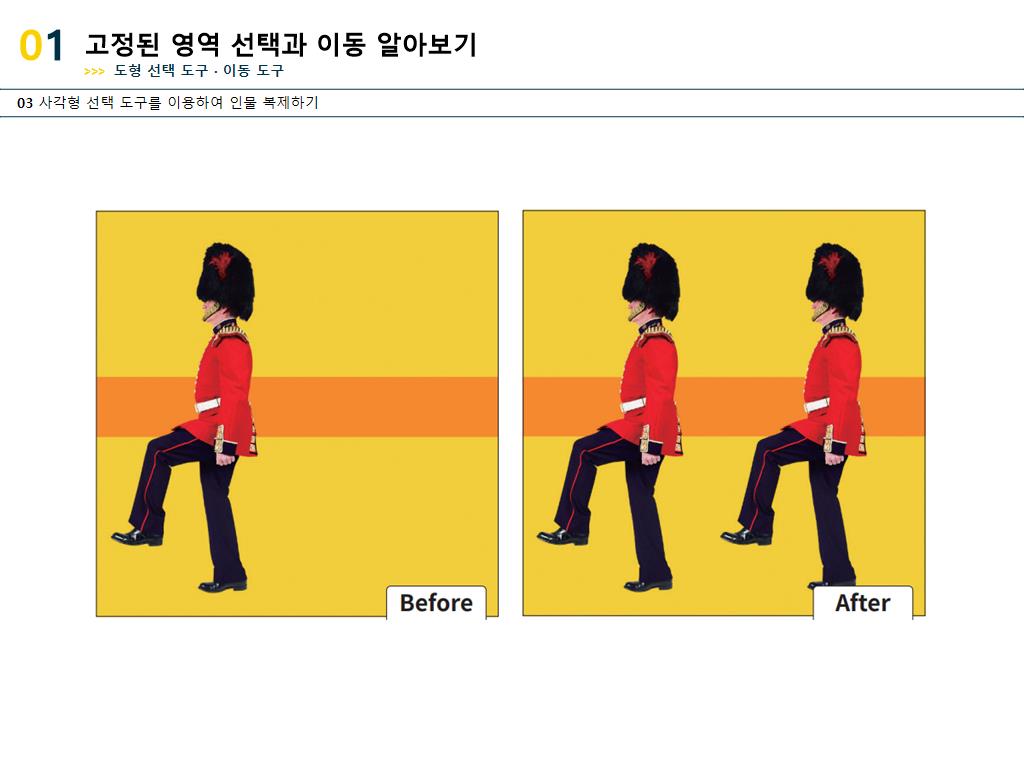 01 고정된 영역 선택과 이동 알아보기
>>> 도형 선택 도구 · 이동 도구
03 사각형 선택 도구를 이용하여 인물 복제하기
Before
After